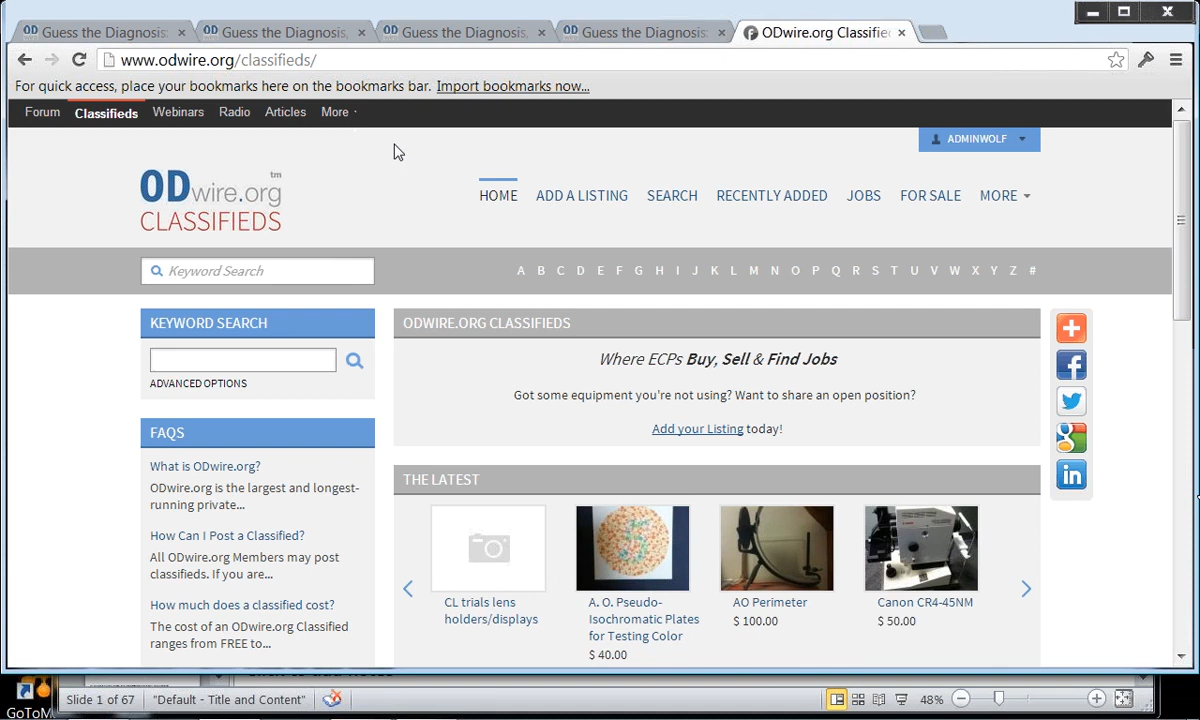 OD Guess the Diagnosis:
OD Guess the Diagnosis,
OD Guess the Diagnosis,
OD Guess the Diagnosis:
ODwire.org Classifie
www.odwire.org/classifieds/
For quick access, place your bookmarks here on the bookmarks bar. Import bookmarks now...
Forum Classifieds Webinars Radio Articles More
ADMINWOLF
ODwire.org tm
CLASSIFIEDS
HOME ADD A LISTING SEARCH RECENTLY ADDED JOBS FOR SALE MORE
Keyword Search
A B C D E F G H I J K L M N O P Q R S T U V W X Y Z #
KEYWORD SEARCH
ADVANCED OPTIONS
FAQS
What is ODwire.org?
ODwire.org is the largest and longest-
running private...
How Can I Post a Classified?
All ODwire.org Members may post
classifieds. If you are...
How much does a classified cost?
The cost of an ODwire.org Classified
ranges from FREE to...
ODWIRE.ORG CLASSIFIEDS
Where ECPs Buy, Sell & Find Jobs
Got some equipment you're not using? Want to share an open position?
Add your Listing today!
THE LATEST
CL trials lens
holders/displays
A. O. Pseudo-
Isochromatic Plates
for Testing Color
$ 40.00
AO Perimeter
$ 100.00
Canon CR4-45NM
$ 50.00
GoToM
Slide 1 of 67
"Default - Title and Content"
48%